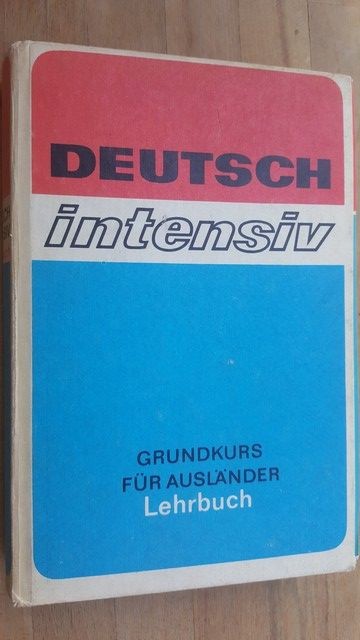 DEUTSCH
intensiv
GRUNDKURS
FÜR AUSLÄNDER
Lehrbuch